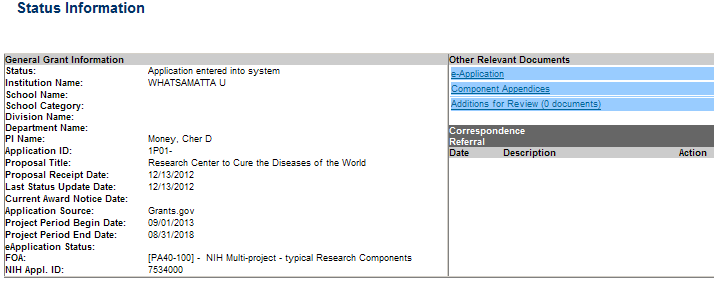 Status Information
General Grant Information
Status: Application entered into system
Institution Name: WHATSAMATTA U
School Name:
School Category:
Division Name:
Department Name:
PI Name: Money, Cher D
Application ID: 1P01-
Proposal Title: Research Center to Cure the Diseases of the World
Proposal Receipt Date: 12/13/2012
Last Status Update Date: 12/13/2012
Current Award Notice Date:
Application Source: Grants.gov
Project Period Begin Date: 09/01/2013
Project Period End Date: 08/31/2018
eApplication Status:
FOA: [PA40-100] - NIH Multi-project - typical Research Components
NIH Appl. ID: 7534000
Other Relevant Documents
e-Application
Component Appendices
Additions for Review (0 documents)
Correspondence
Referral
Date Description Action